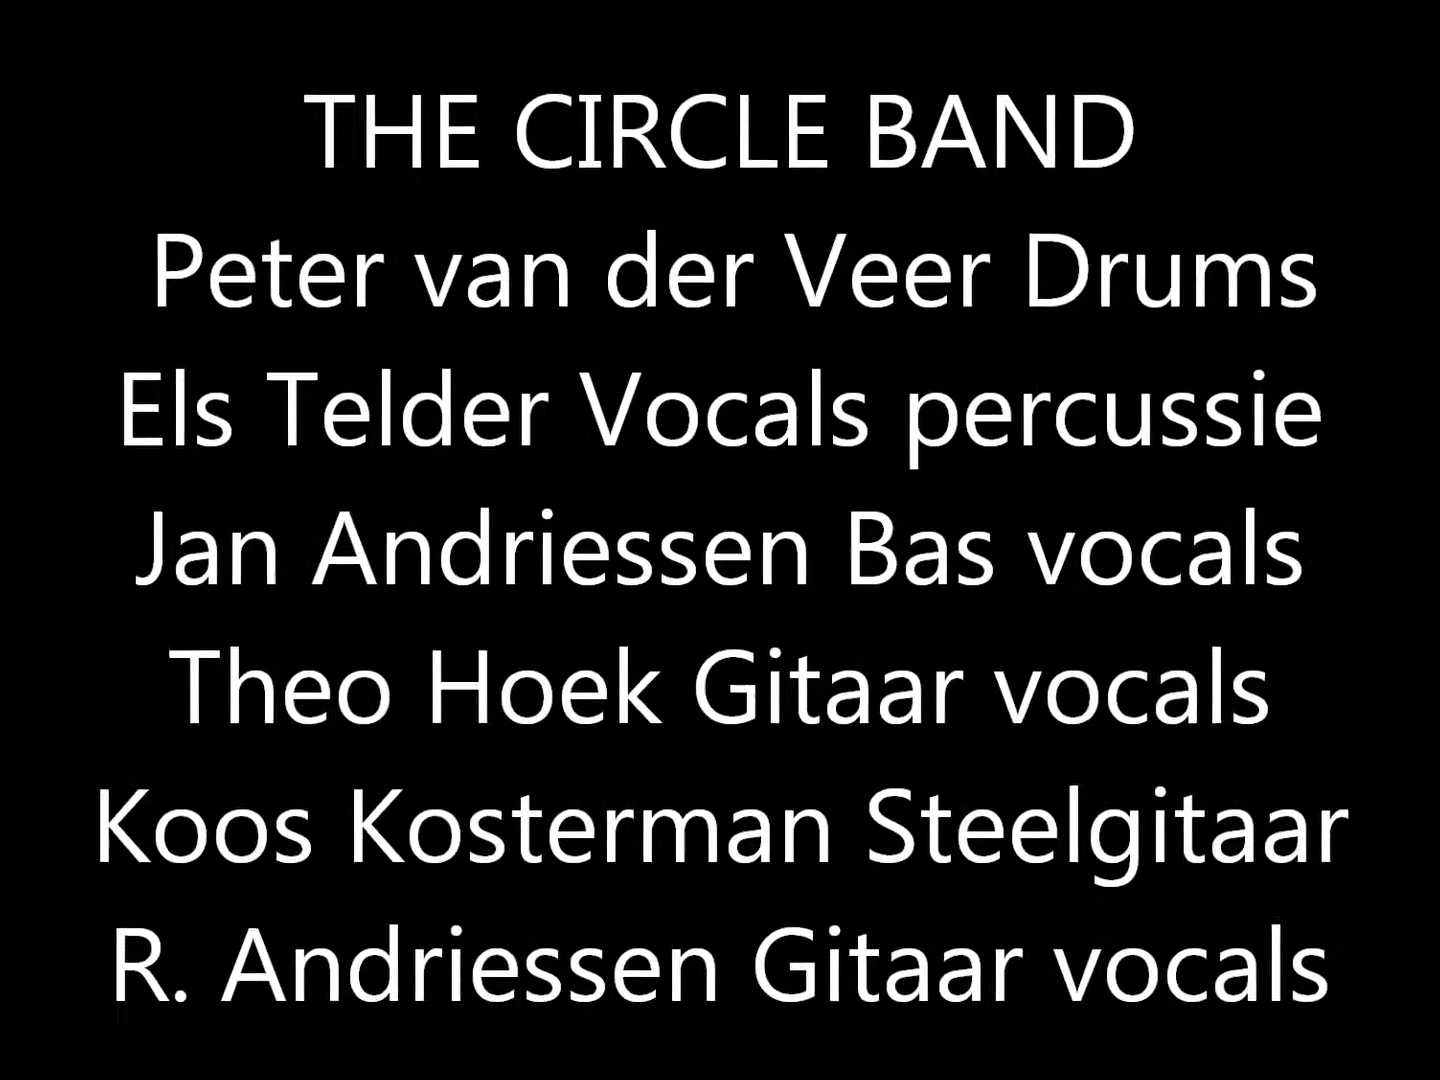 THE CIRCLE BAND
Peter van der Veer Drums
Els Telder Vocals percussie
Jan Andriessen Bas vocals
Theo Hoek Gitaar vocals
Koos Kosterman Steelgitaar
R. Andriessen Gitaar vocals